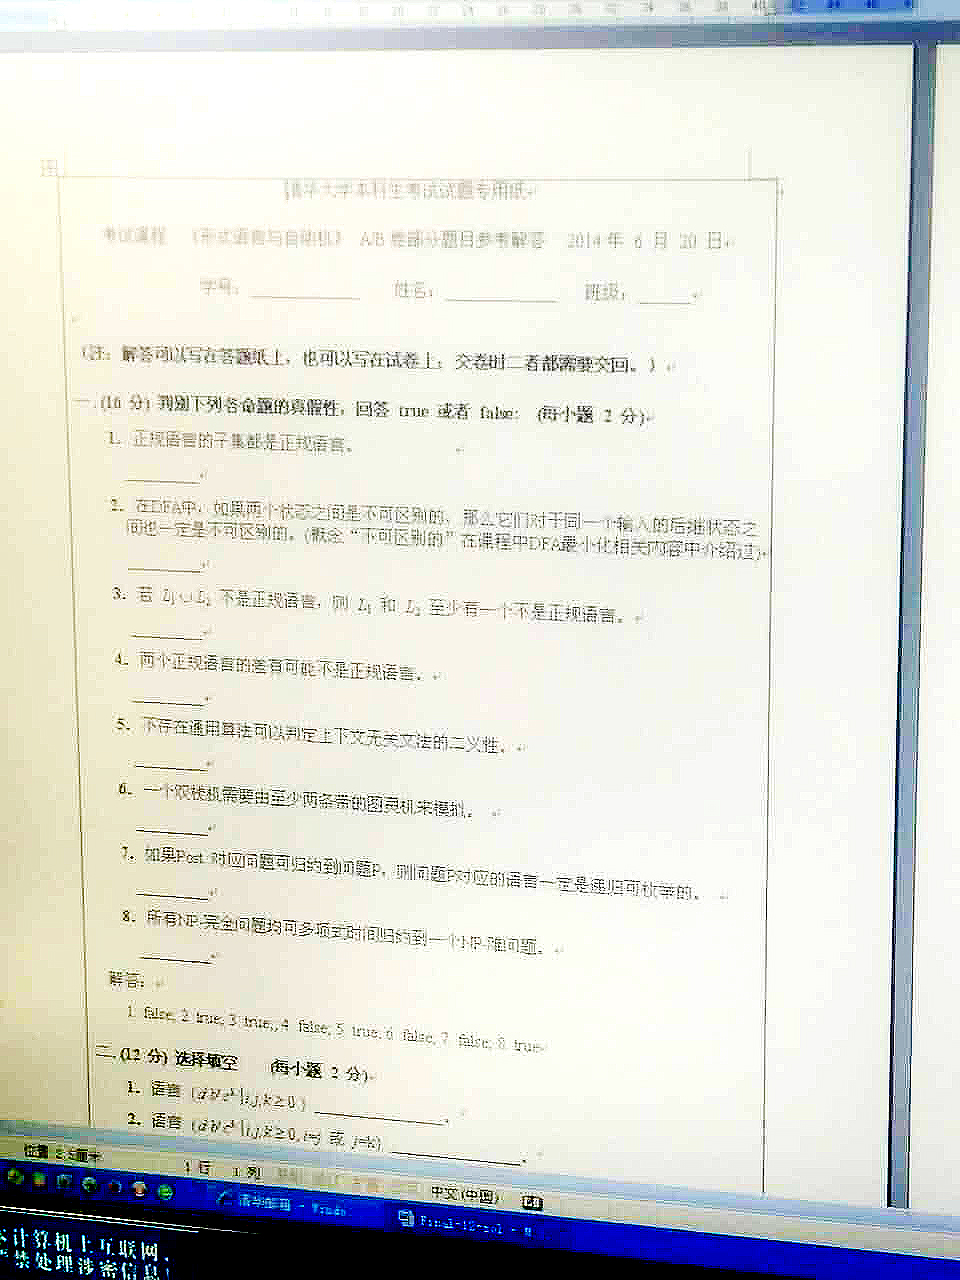 清华大学本科生考试试题专用纸
考试课程 《形式语言与自动机》 A/B 卷部分题目参考解答 2014 年 6 月 20 日
学号: 姓名: 班级:
(注: 解答可以写在答题纸上, 也可以写在试卷上; 交卷时二者都需要交回。)
一.(16 分) 判别下列各命题的真假性, 回答 true 或者 false: (每小题 2 分)
1. 正规语言的子集都是正规语言。
2. 在DFA中, 如果两个状态之间是不可区别的, 那么它们对于同一个输入的后继状态之
间也一定是不可区别的。(概念“不可区别的”在课程中DFA最小化相关内容中介绍过)
3. 若 L₁∪L₂ 不是正规语言, 则 L₁ 和 L₂ 至少有一个不是正规语言。
4. 两个正规语言的差有可能不是正规语言。
5. 不存在通用算法可以判定上下文无关文法的二义性。
6. 一个双栈机需要由至少两条带的图灵机来模拟。
7. 如果Post 对应问题可归约到问题P, 则问题P对应的语言一定是递归可枚举的。
8. 所有NP-完全问题均可多项式时间归约到一个NP-难问题。
解答:
1. false; 2. true; 3. true; 4. false; 5. true; 6. false; 7. false; 8. true
二.(12 分) 选择填空 (每小题 2 分)
1. 语言 {aⁱbʲcᵏ|i,j,k≥0}
2. 语言 {aⁱbʲcᵏ|i,j,k≥0, i=j 或 j=k}
1 行 1 列 中文(中国)
清华邮箱 - Windo...
Final-12-sol - M
计算机上互联网,
禁处理涉密信息